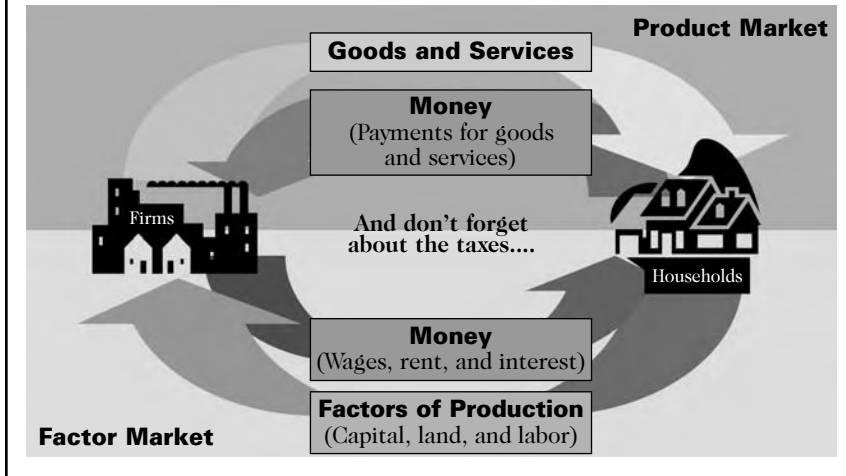 Product Market
Goods and Services
Money
(Payments for goods
and services)
Firms
And don’t forget
about the taxes....
Households
Money
(Wages, rent, and interest)
Factors of Production
(Capital, land, and labor)
Factor Market